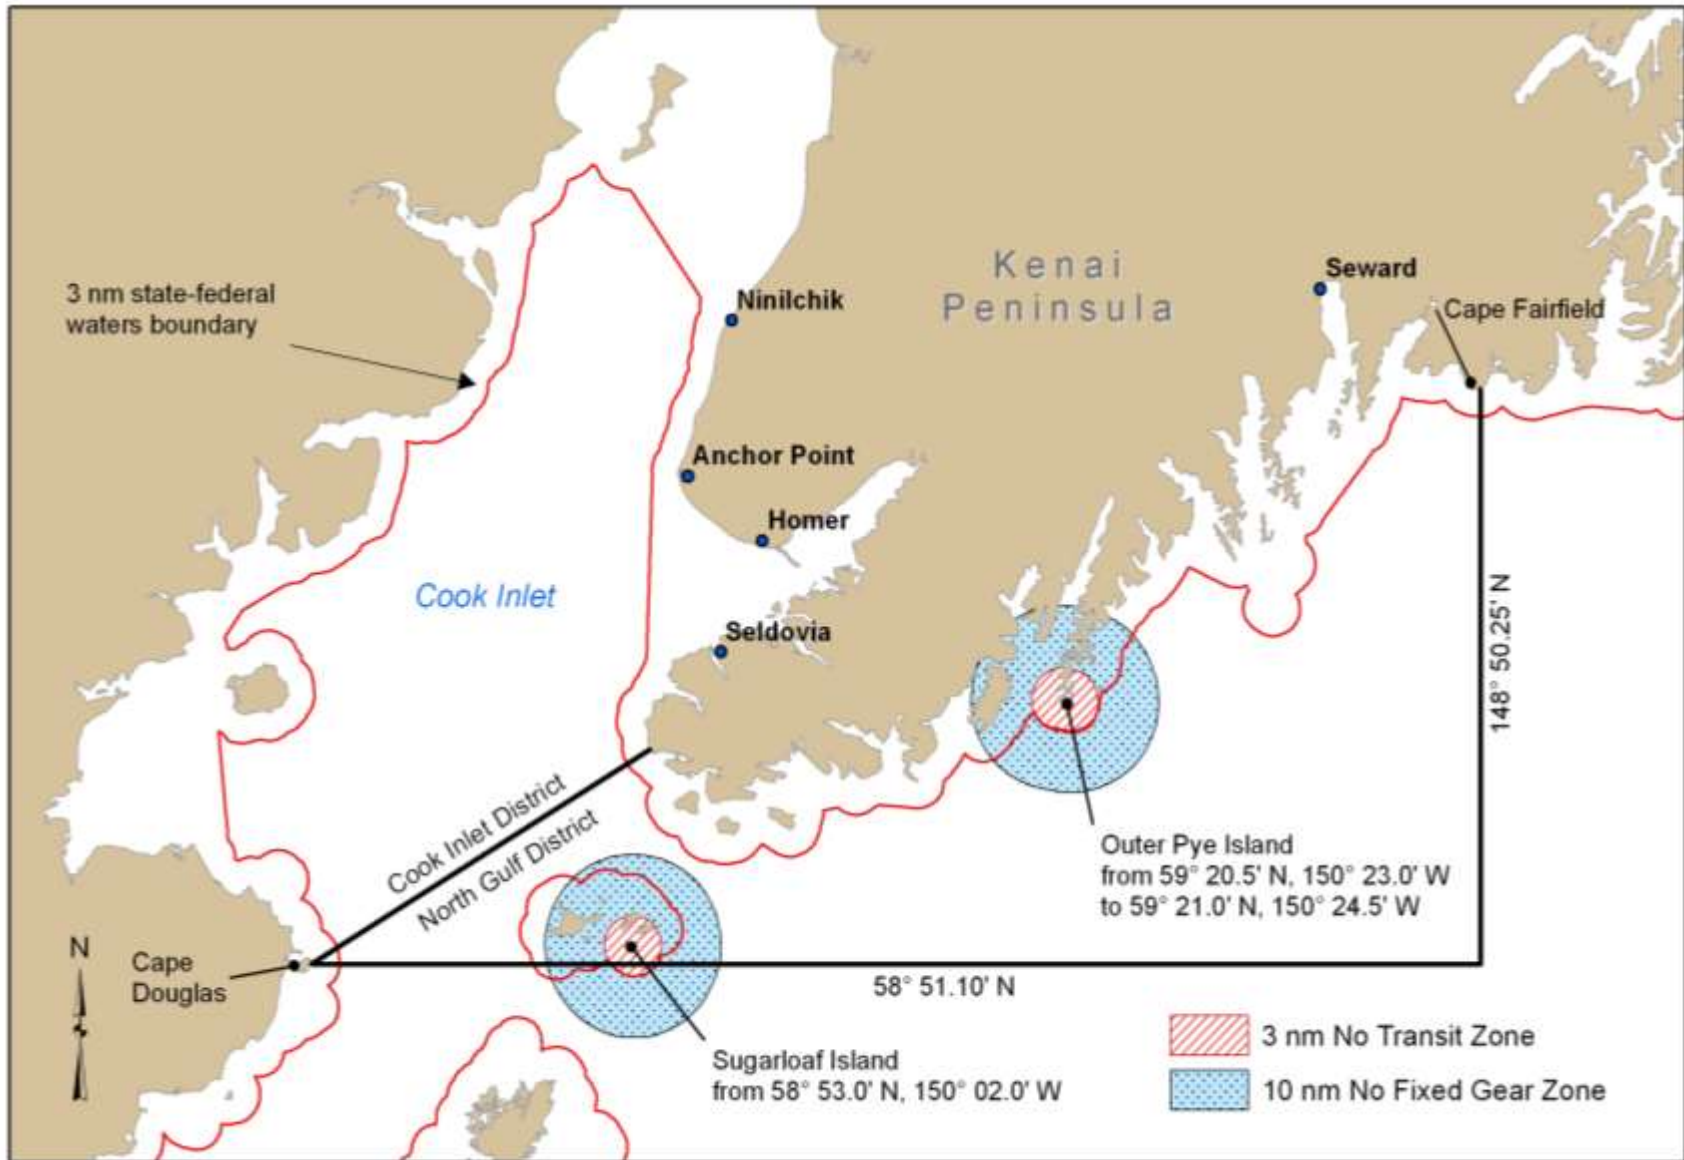 Kenai
Peninsula
Seward
Cape Fairfield
3 nm state-federal
waters boundary
Ninilchik
Anchor Point
Homer
Cook Inlet
Seldovia
148° 50.25' N
Cook Inlet District
North Gulf District
Outer Pye Island
from 59° 20.5' N, 150° 23.0' W
to 59° 21.0' N, 150° 24.5' W
N
Cape
Douglas
58° 51.10' N
Sugarloaf Island
from 58° 53.0' N, 150° 02.0' W
3 nm No Transit Zone
10 nm No Fixed Gear Zone